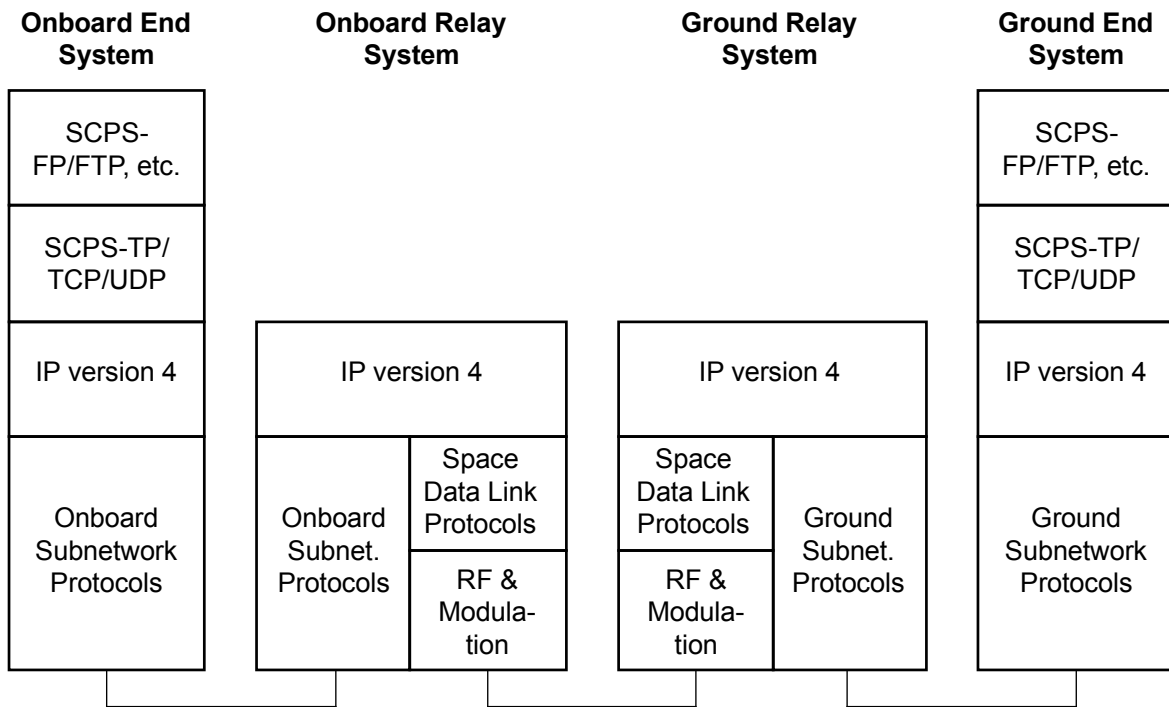 Onboard End
System
Onboard Relay
System
Ground Relay
System
Ground End
System
SCPS-
FP/FTP, etc.
SCPS-TP/
TCP/UDP
IP version 4
Onboard
Subnetwork
Protocols
IP version 4
Onboard
Subnet.
Protocols
Space
Data Link
Protocols
RF &
Modula-
tion
IP version 4
Space
Data Link
Protocols
RF &
Modula-
tion
Ground
Subnet.
Protocols
SCPS-
FP/FTP, etc.
SCPS-TP/
TCP/UDP
IP version 4
Ground
Subnetwork
Protocols